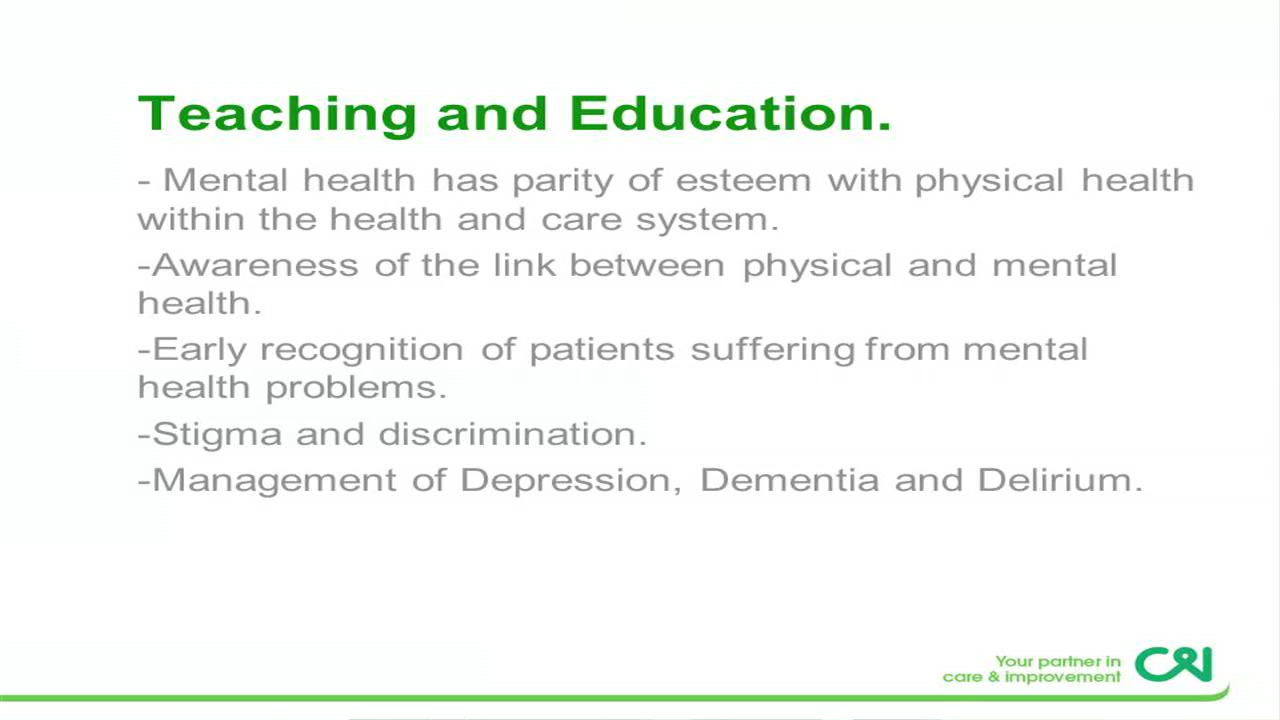 Teaching and Education.
- Mental health has parity of esteem with physical health
within the health and care system.
-Awareness of the link between physical and mental
health.
-Early recognition of patients suffering from mental
health problems.
-Stigma and discrimination.
-Management of Depression, Dementia and Delirium.
Your partner in
care & improvement
C&I